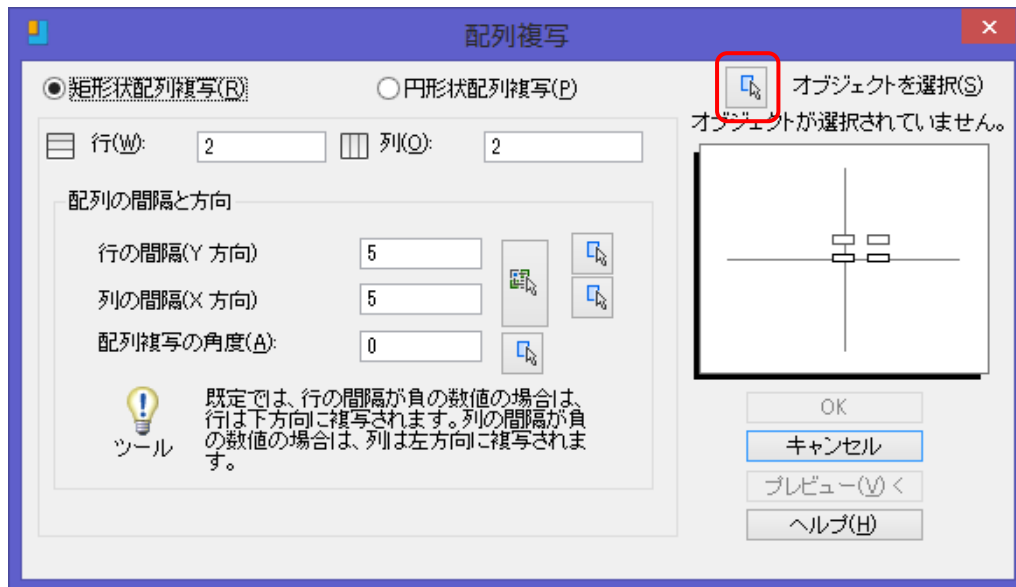 配列複写
矩形状配列複写(R)
円形状配列複写(P)
オブジェクトを選択(S)
オブジェクトが選択されていません。
行(W):
2
列(O):
2
配列の間隔と方向
行の間隔(Y 方向)
5
列の間隔(X 方向)
5
配列複写の角度(A):
0
ツール
既定では、行の間隔が負の数値の場合は、
行は下方向に複写されます。列の間隔が負
の数値の場合は、列は左方向に複写されま
す。
OK
キャンセル
プレビュー(V) <
ヘルプ(H)